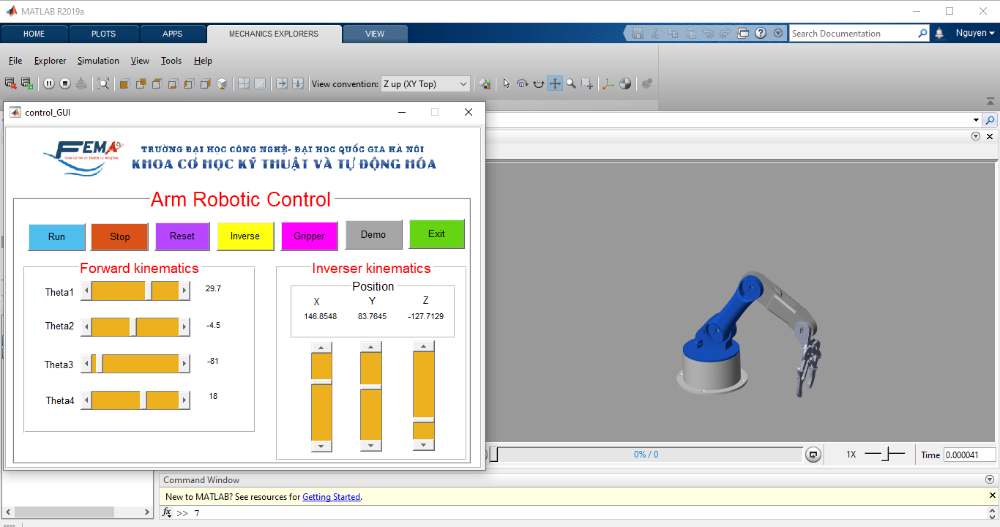 MATLAB R2019a
HOME PLOTS APPS MECHANICS EXPLORERS VIEW Search Documentation Nguyen
File Explorer Simulation View Tools Help
View convention: Z up (XY Top)
control_GUI
FEMA
TRƯỜNG ĐẠI HỌC CÔNG NGHỆ- ĐẠI HỌC QUỐC GIA HÀ NỘI
KHOA CƠ HỌC KỸ THUẬT VÀ TỰ ĐỘNG HÓA
Arm Robotic Control
Run Stop Reset Inverse Gripper Demo Exit
Forward kinematics
Theta1 29.7
Theta2 -4.5
Theta3 -81
Theta4 18
Inverser kinematics
Position
X Y Z
146.8548 83.7645 -127.7129
0% / 0 1X Time 0.000041
Command Window
New to MATLAB? See resources for Getting Started.
fx >> 7